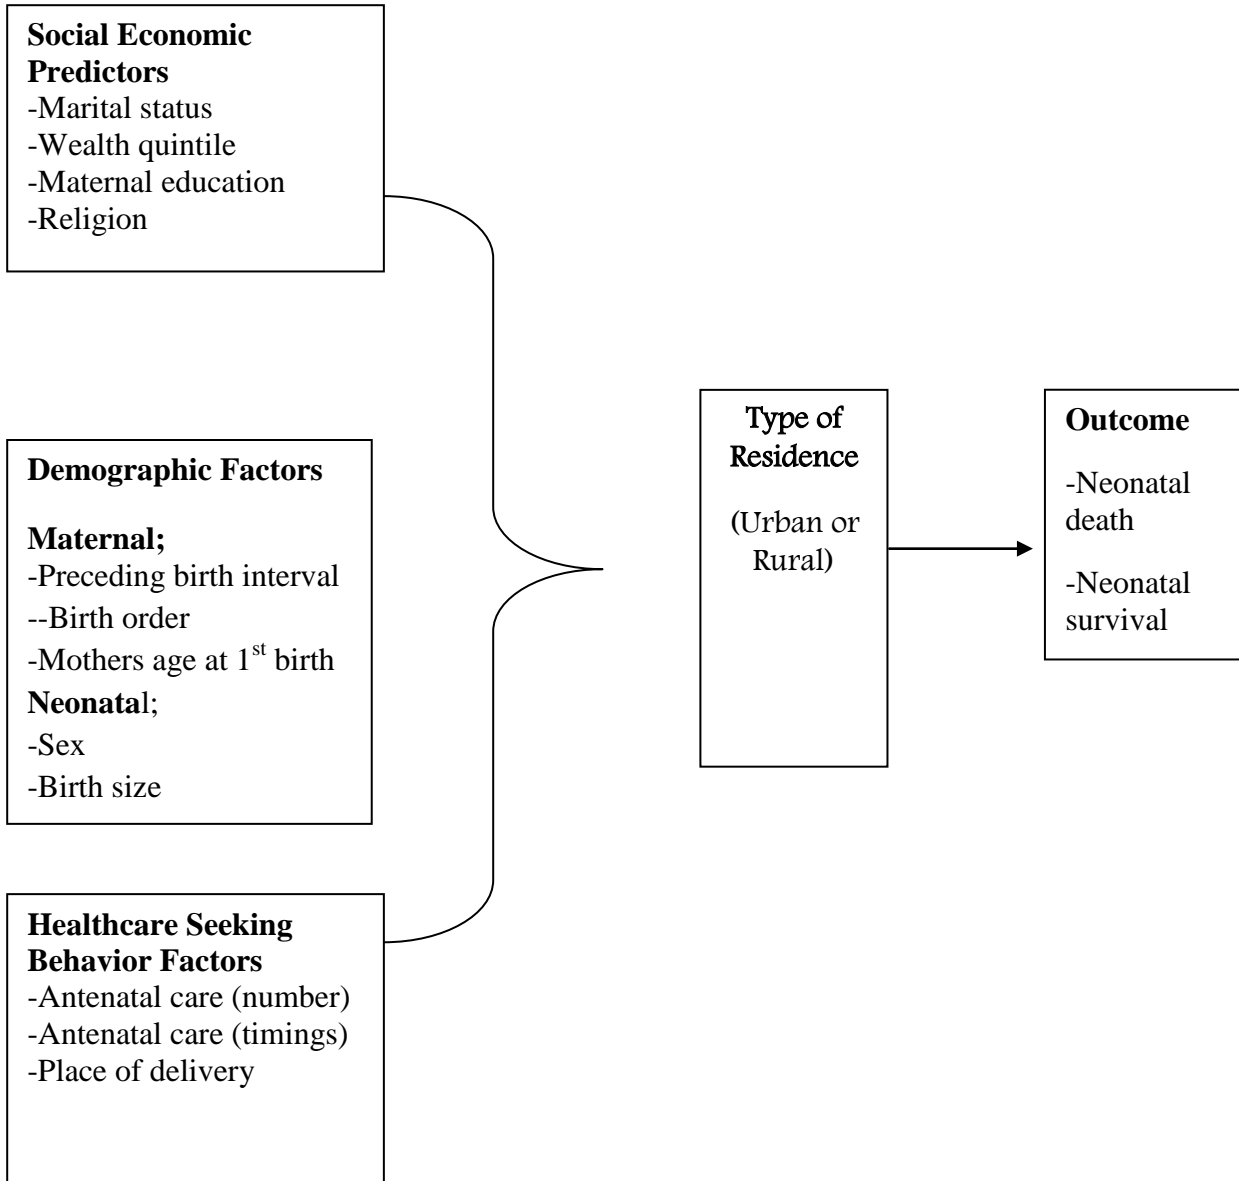 Social Economic
Predictors
-Marital status
-Wealth quintile
-Maternal education
-Religion
Demographic Factors
Maternal;
-Preceding birth interval
--Birth order
-Mothers age at 1st birth
Neonatal;
-Sex
-Birth size
Healthcare Seeking
Behavior Factors
-Antenatal care (number)
-Antenatal care (timings)
-Place of delivery
Type of
Residence
(Urban or
Rural)
Outcome
-Neonatal
death
-Neonatal
survival